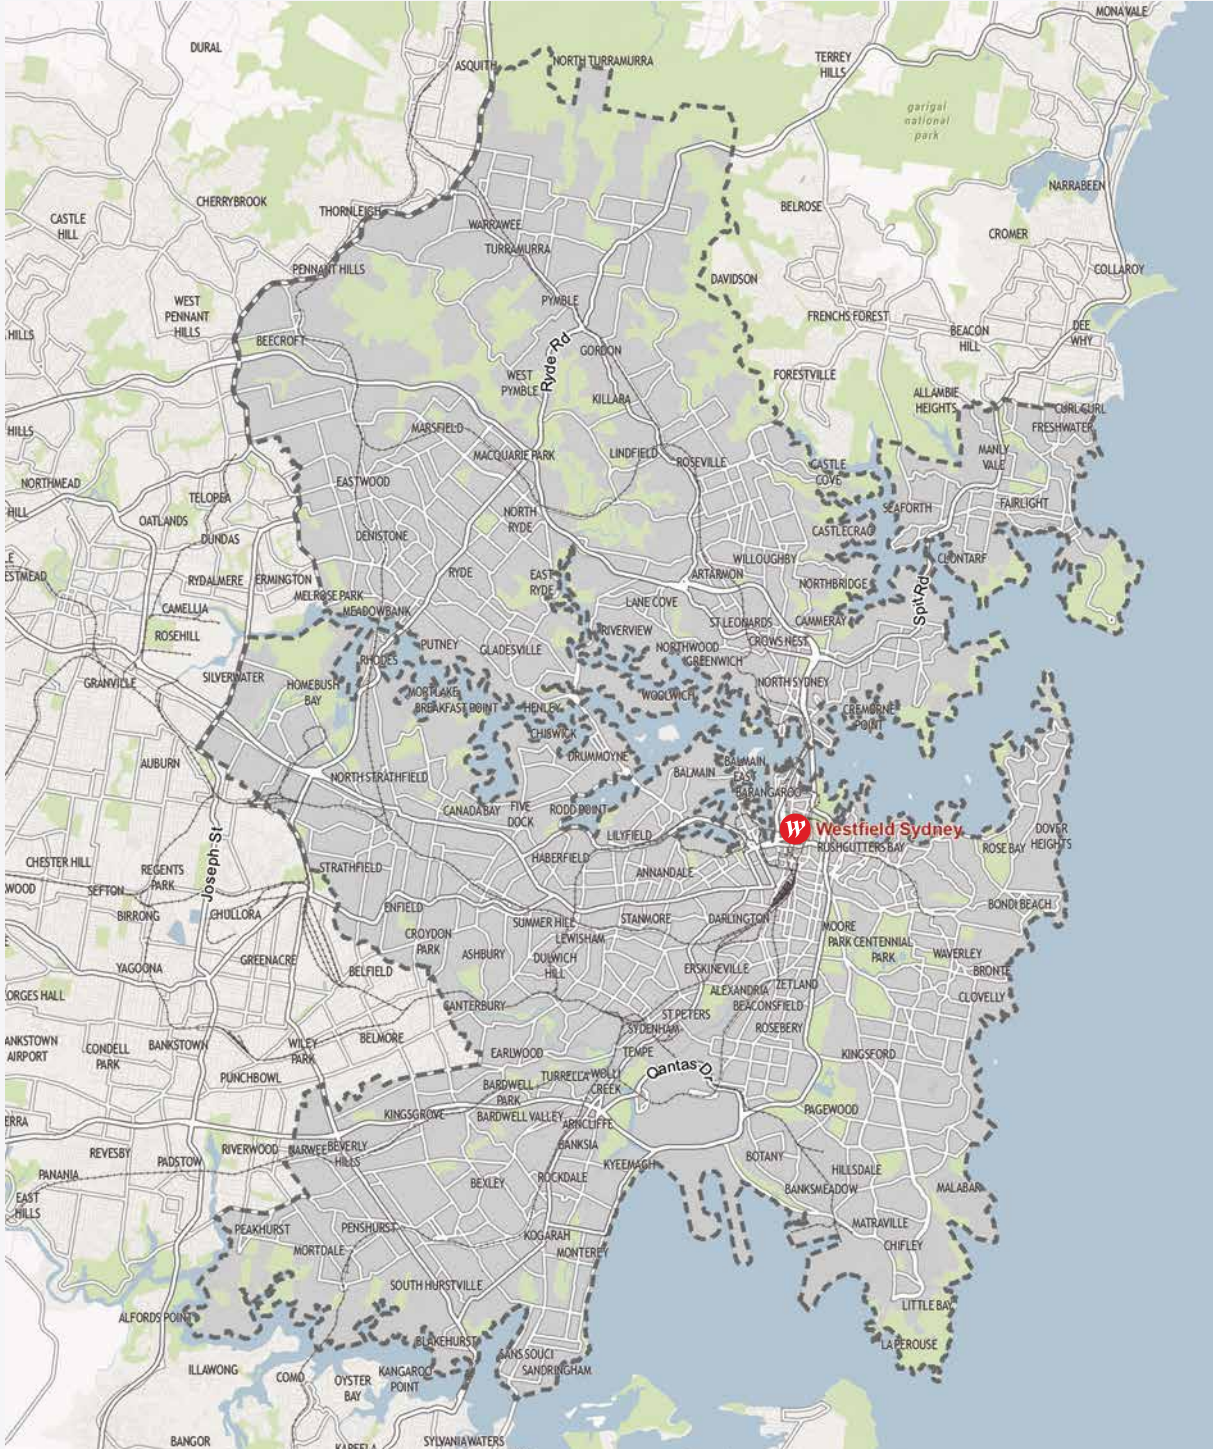 MONA VALE
DURAL
ASQUITH
NORTH TURRAMURRA
TERREY
HILLS
garigal
national
park
NARRABEEN
CHERRYBROOK
THORNLEIGH
BELROSE
CASTLE
HILL
WARRAWEE
CROMER
TURRAMURRA
PENNANT HILLS
DAVIDSON
COLLAROY
WEST
PENNANT
HILLS
PYMBLE
FRENCHS FOREST
HILLS
BEECROFT
BEACON
HILL
DEE
WHY
Ryde Rd
GORDON
WEST
PYMBLE
FORESTVILLE
KILLARA
ALLAMBIE
HEIGHTS
CURL CURL
HILLS
MARSFIELD
FRESHWATER
MACQUARIE PARK
LINDFIELD
ROSEVILLE
MANLY
VALE
CASTLE
COVE
NORTHMEAD
EASTWOOD
TELOPEA
SEAFORTH
FAIRLIGHT
HILL
OATLANDS
NORTH
RYDE
DUNDAS
DENISTONE
CASTLECRAG
WILLOUGHBY
CLONTARF
ESTMEAD
RYDALMERE
ERMINGTON
RYDE
EAST
RYDE
ARTARMON
NORTHBRIDGE
Spit Rd
MELROSE PARK
LANE COVE
CAMELLIA
MEADOWBANK
ST LEONARDS
CAMMERAY
ROSEHILL
RIVERVIEW
PUTNEY
GLADESVILLE
NORTHWOOD
CROWS NEST
RHODES
GREENWICH
SILVERWATER
GRANVILLE
HOMEBUSH
BAY
NORTH SYDNEY
MORTLAKE
WOOLWICH
BREAKFAST POINT
HENLEY
CREMORNE
POINT
CHISWICK
DRUMMOYNE
AUBURN
NORTH STRATHFIELD
BALMAIN
BALMAIN
EAST
BARANGAROO
CANADA BAY
FIVE
DOCK
RODD POINT
W Westfield Sydney
LILYFIELD
DOVER
HEIGHTS
RUSHCUTTERS BAY
ROSE BAY
Joseph St
CHESTER HILL
HABERFIELD
REGENTS
PARK
STRATHFIELD
ANNANDALE
WOOD
SEFTON
BIRRONG
CHULLORA
ENFIELD
BONDI BEACH
SUMMER HILL
STANMORE
DARLINGTON
MOORE
PARK
CROYDON
PARK
LEWISHAM
CENTENNIAL
PARK
WAVERLEY
ASHBURY
DULWICH
HILL
GREENACRE
YAGOONA
BELFIELD
ERSKINEVILLE
BRONTE
ZETLAND
ALEXANDRIA
CLOVELLY
ORGES HALL
CANTERBURY
BEACONSFIELD
ST PETERS
SYDENHAM
ROSEBERY
ANKSTOWN
AIRPORT
CONDELL
PARK
BANKSTOWN
WILEY
PARK
BELMORE
EARLWOOD
TEMPE
KINGSFORD
PUNCHBOWL
TURRELLA
WOLLI
CREEK
Qantas Dr
BARDWELL
PARK
KINGSGROVE
BARDWELL VALLEY
ARNCLIFFE
PAGEWOOD
ERRA
REVESBY
RIVERWOOD
NARWEE
BEVERLY
HILLS
BANKSIA
PADSTOW
BOTANY
KYEEMAGH
PANANIA
HILLSDALE
ROCKDALE
BEXLEY
BANKSMEADOW
MALABAR
EAST
HILLS
PEAKHURST
PENSHURST
KOGARAH
MATRAVILLE
MORTDALE
MONTEREY
CHIFLEY
SOUTH HURSTVILLE
LITTLE BAY
ALFORDS POINT
BLAKEHURST
LA PEROUSE
SANS SOUCI
SANDRINGHAM
ILLAWONG
COMO
OYSTER
BAY
KANGAROO
POINT
BANGOR
SYLVANIA WATERS